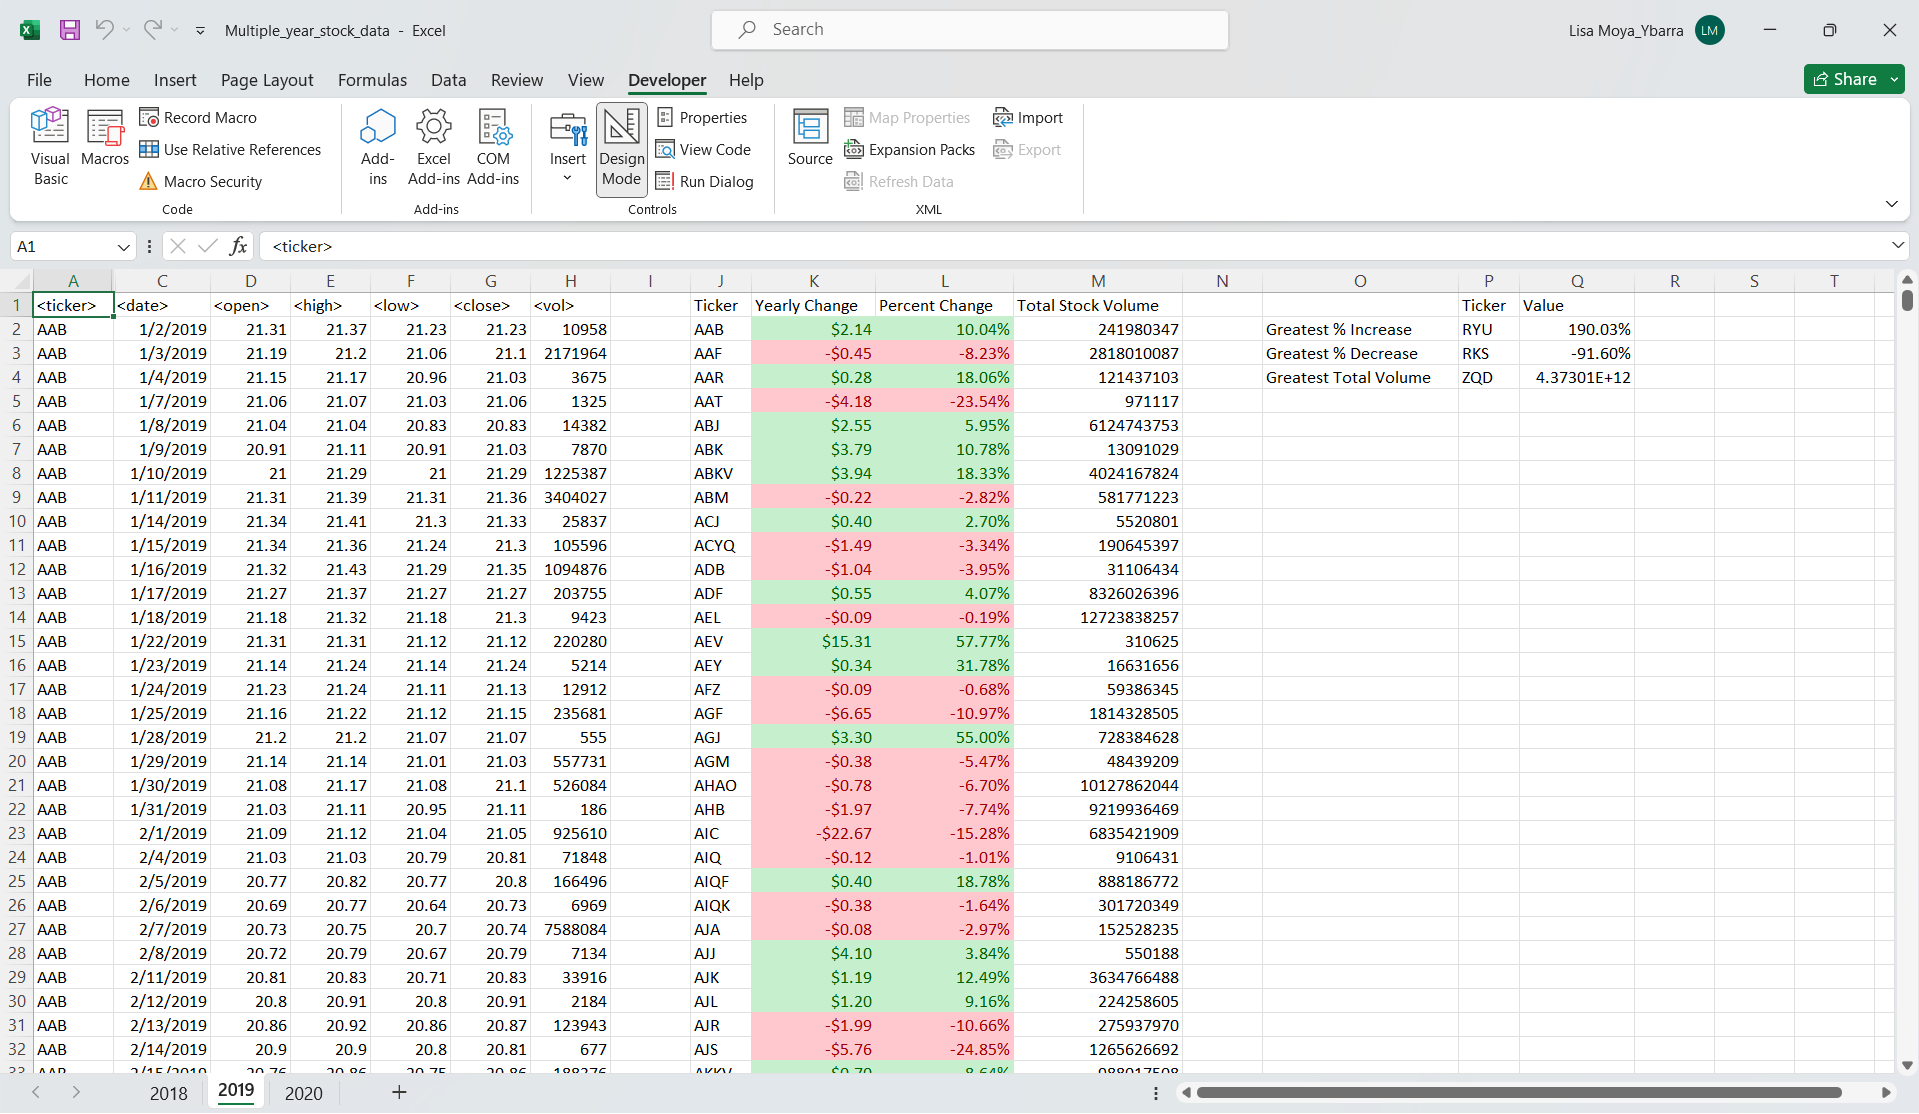 Multiple_year_stock_data - Excel
Search
Lisa Moya_Ybarra LM
File Home Insert Page Layout Formulas Data Review View Developer Help
Share
Visual Basic
Macros
Record Macro
Use Relative References
Macro Security
Code
Add-ins
Excel Add-ins
COM Add-ins
Add-ins
Insert
Design Mode
Properties
View Code
Run Dialog
Controls
Source
Map Properties
Expansion Packs
Refresh Data
Import
Export
XML
A1 fx <ticker>
A C D E F G H I J K L M N O P Q R S T
1 <ticker> <date> <open> <high> <low> <close> <vol> Ticker Yearly Change Percent Change Total Stock Volume Ticker Value
2 AAB 1/2/2019 21.31 21.37 21.23 21.23 10958 AAB $2.14 10.04% 241980347 Greatest % Increase RYU 190.03%
3 AAB 1/3/2019 21.19 21.2 21.06 21.1 2171964 AAF -$0.45 -8.23% 2818010087 Greatest % Decrease RKS -91.60%
4 AAB 1/4/2019 21.15 21.17 20.96 21.03 3675 AAR $0.28 18.06% 121437103 Greatest Total Volume ZQD 4.37301E+12
5 AAB 1/7/2019 21.06 21.07 21.03 21.06 1325 AAT -$4.18 -23.54% 971117
6 AAB 1/8/2019 21.04 21.04 20.83 20.83 14382 ABJ $2.55 5.95% 6124743753
7 AAB 1/9/2019 20.91 21.11 20.91 21.03 7870 ABK $3.79 10.78% 13091029
8 AAB 1/10/2019 21 21.29 21 21.29 1225387 ABKV $3.94 18.33% 4024167824
9 AAB 1/11/2019 21.31 21.39 21.31 21.36 3404027 ABM -$0.22 -2.82% 581771223
10 AAB 1/14/2019 21.34 21.41 21.3 21.33 25837 ACJ $0.40 2.70% 5520801
11 AAB 1/15/2019 21.34 21.36 21.24 21.3 105596 ACYQ -$1.49 -3.34% 190645397
12 AAB 1/16/2019 21.32 21.43 21.29 21.35 1094876 ADB -$1.04 -3.95% 31106434
13 AAB 1/17/2019 21.27 21.37 21.27 21.27 203755 ADF $0.55 4.07% 8326026396
14 AAB 1/18/2019 21.18 21.32 21.18 21.3 9423 AEL -$0.09 -0.19% 12723838257
15 AAB 1/22/2019 21.31 21.31 21.12 21.12 220280 AEV $15.31 57.77% 310625
16 AAB 1/23/2019 21.14 21.24 21.14 21.24 5214 AEY $0.34 31.78% 16631656
17 AAB 1/24/2019 21.23 21.24 21.11 21.13 12912 AFZ -$0.09 -0.68% 59386345
18 AAB 1/25/2019 21.16 21.22 21.12 21.15 235681 AGF -$6.65 -10.97% 1814328505
19 AAB 1/28/2019 21.2 21.2 21.07 21.07 555 AGJ $3.30 55.00% 728384628
20 AAB 1/29/2019 21.14 21.14 21.01 21.03 557731 AGM -$0.38 -5.47% 48439209
21 AAB 1/30/2019 21.08 21.17 21.08 21.1 526084 AHAO -$0.78 -6.70% 10127862044
22 AAB 1/31/2019 21.03 21.11 20.95 21.11 186 AHB -$1.97 -7.74% 9219936469
23 AAB 2/1/2019 21.09 21.12 21.04 21.05 925610 AIC -$22.67 -15.28% 6835421909
24 AAB 2/4/2019 21.03 21.03 20.79 20.81 71848 AIQ -$0.12 -1.01% 9106431
25 AAB 2/5/2019 20.77 20.82 20.77 20.8 166496 AIQF $0.40 18.78% 888186772
26 AAB 2/6/2019 20.69 20.77 20.64 20.73 6969 AIQK -$0.38 -1.64% 301720349
27 AAB 2/7/2019 20.73 20.75 20.7 20.74 7588084 AJA -$0.08 -2.97% 152528235
28 AAB 2/8/2019 20.72 20.79 20.67 20.79 7134 AJJ $4.10 3.84% 550188
29 AAB 2/11/2019 20.81 20.83 20.71 20.83 33916 AJK $1.19 12.49% 3634766488
30 AAB 2/12/2019 20.8 20.91 20.8 20.91 2184 AJL $1.20 9.16% 224258605
31 AAB 2/13/2019 20.86 20.92 20.86 20.87 123943 AJR -$1.99 -10.66% 275937970
32 AAB 2/14/2019 20.9 20.9 20.8 20.81 677 AJS -$5.76 -24.85% 1265626692
2018 2019 2020